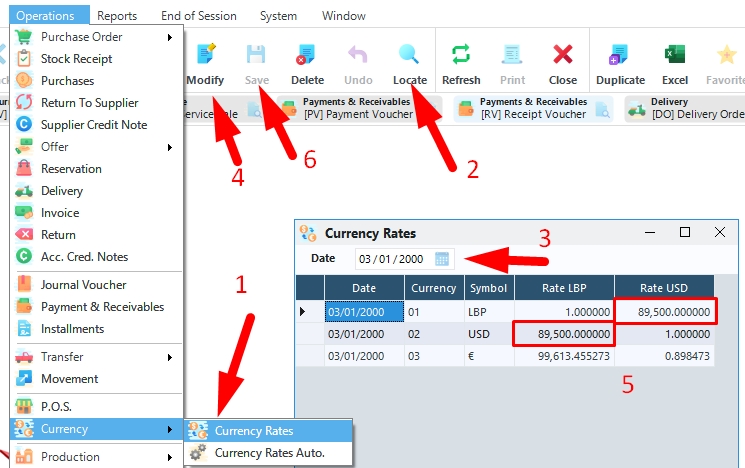 Operations Reports End of Session System Window
Modify Save Delete Undo Locate Refresh Print Close Duplicate Excel Favorite
Payments & Receivables Payments & Receivables Delivery
[PV] Payment Voucher [RV] Receipt Voucher [DO] Delivery Orde
Purchase Order
Stock Receipt
Purchases
Return To Supplier
Supplier Credit Note
Offer
Reservation
Delivery
Invoice
Return
Acc. Cred. Notes
Journal Voucher
Payment & Receivables
Installments
Transfer
Movement
P.O.S.
Currency
Production
Currency Rates
Currency Rates Auto.
1
4
6
2
3
5
Currency Rates
Date 03 / 01 / 2000
Date Currency Symbol Rate LBP Rate USD
03/01/2000 01 LBP 1.000000 89,500.000000
03/01/2000 02 USD 89,500.000000 1.000000
03/01/2000 03 € 99,613.455273 0.898473